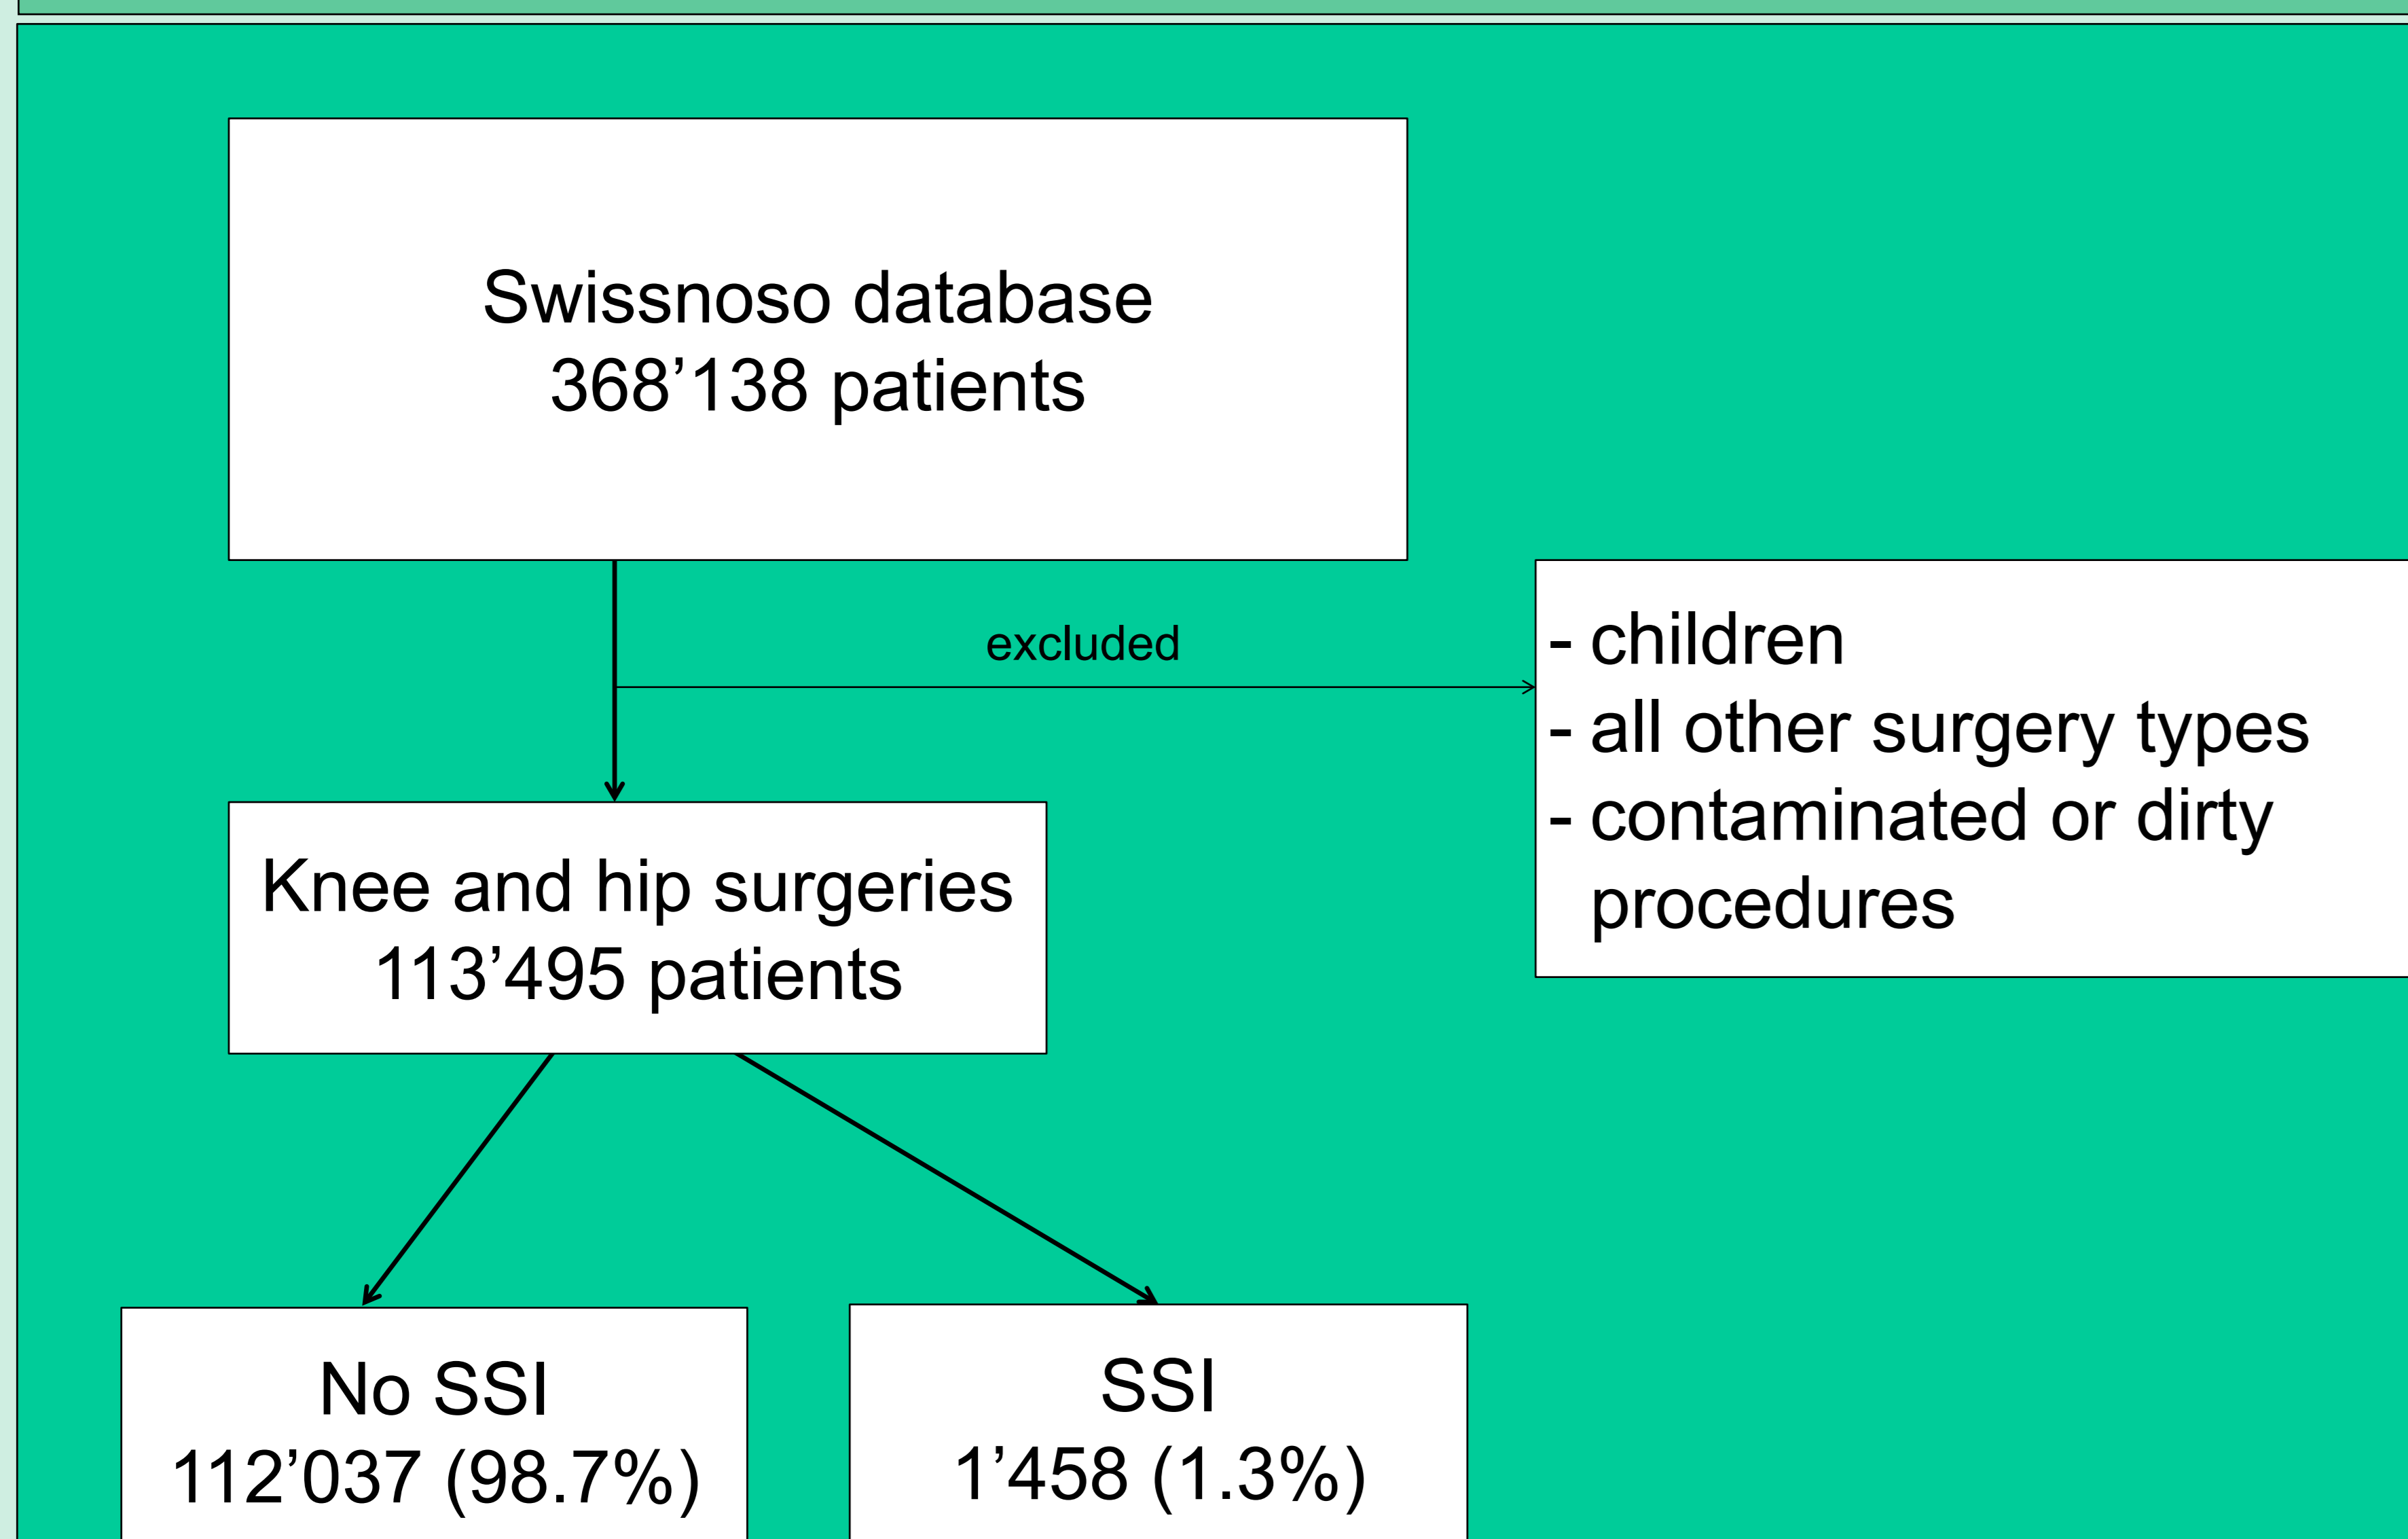 Swissnoso database
368’138 patients
excluded
- children
- all other surgery types
- contaminated or dirty
procedures
Knee and hip surgeries
113’495 patients
No SSI
112’037 (98.7%)
SSI
1’458 (1.3%)